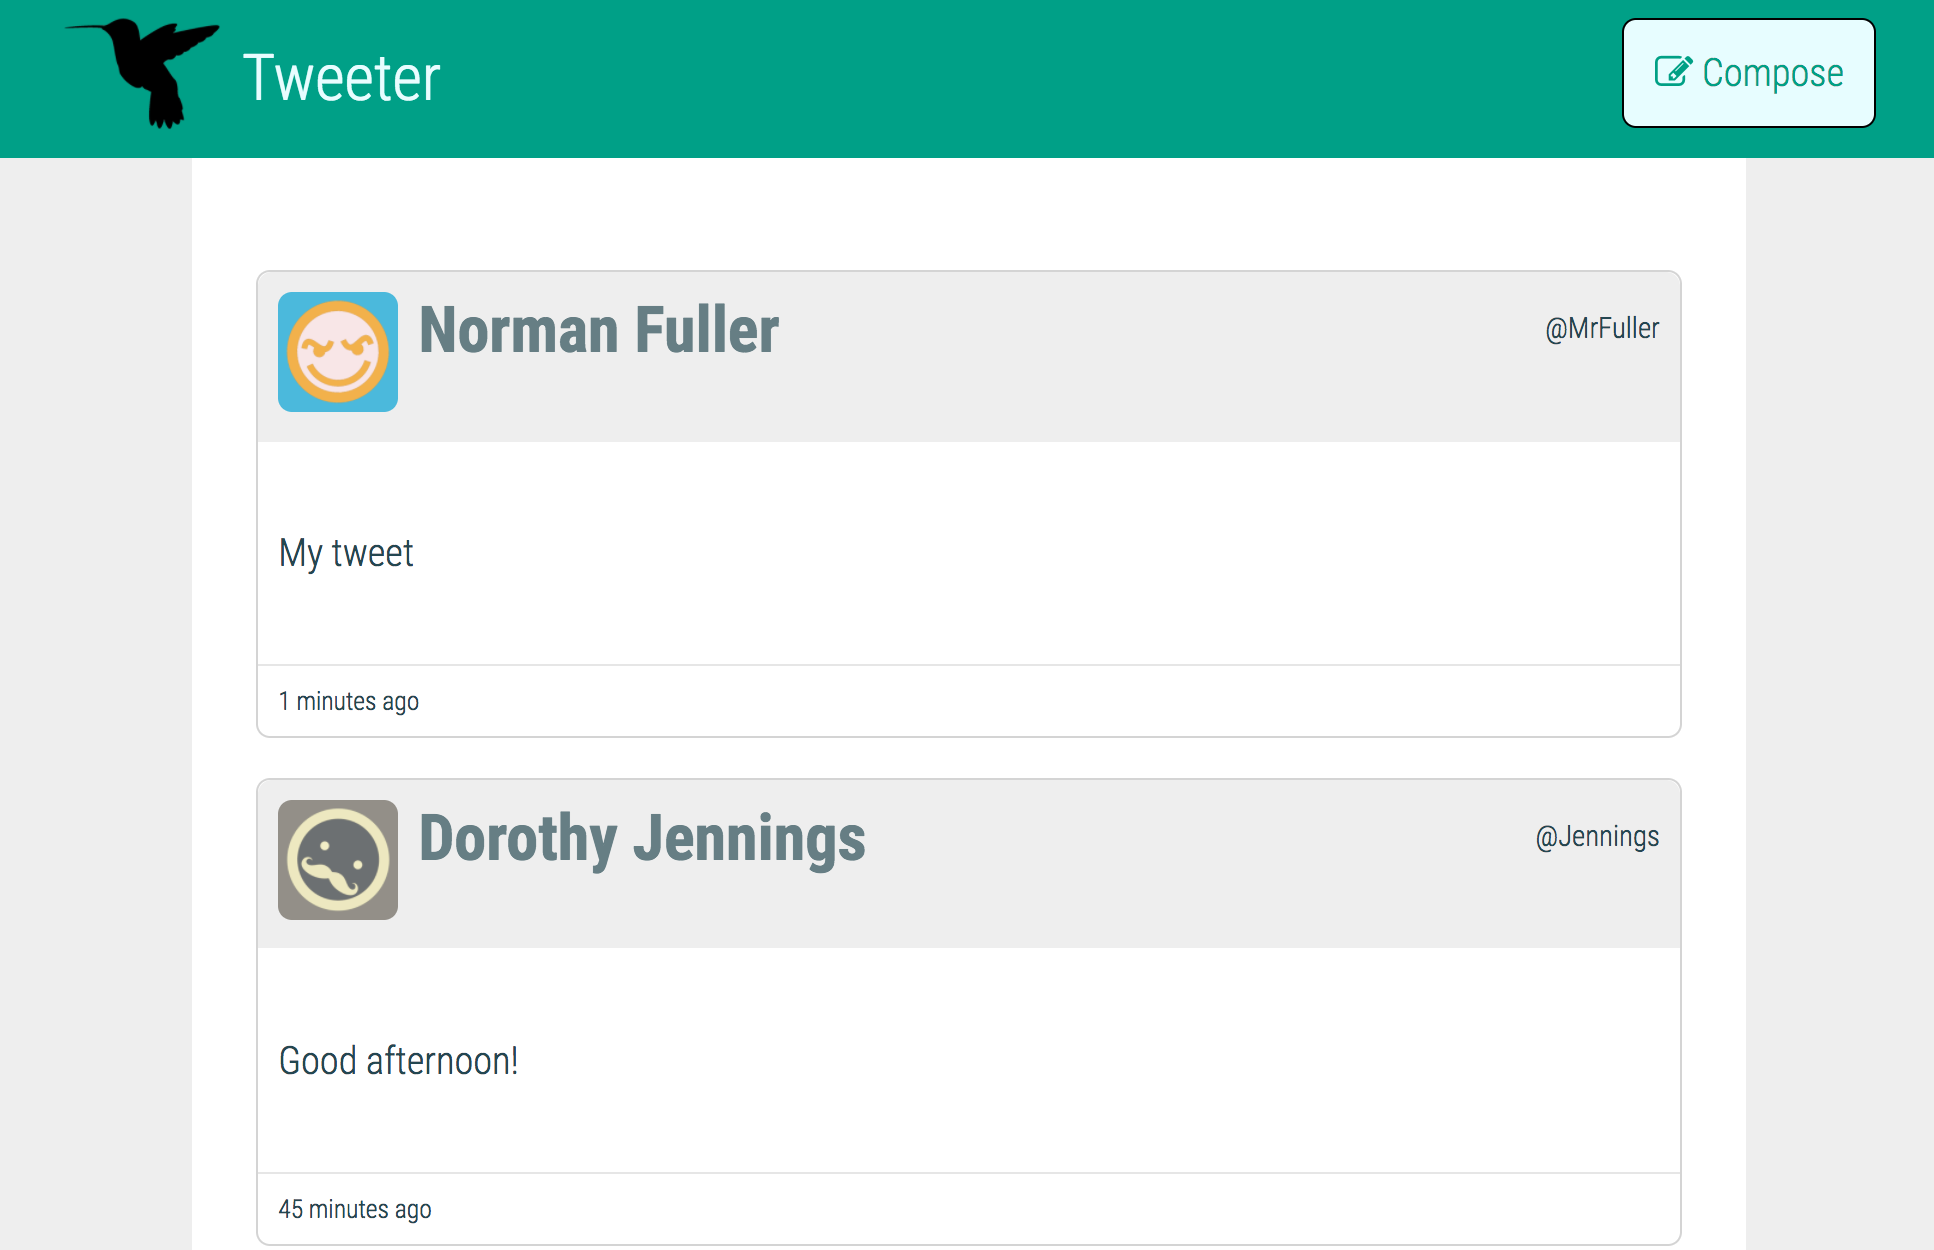 Tweeter
Compose
Norman Fuller
@MrFuller
My tweet
1 minutes ago
Dorothy Jennings
@Jennings
Good afternoon!
45 minutes ago